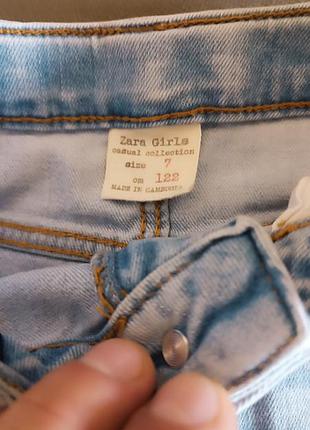 Zara Girls
casual collection
size 7
cm 122
MADE IN CAMBODIA